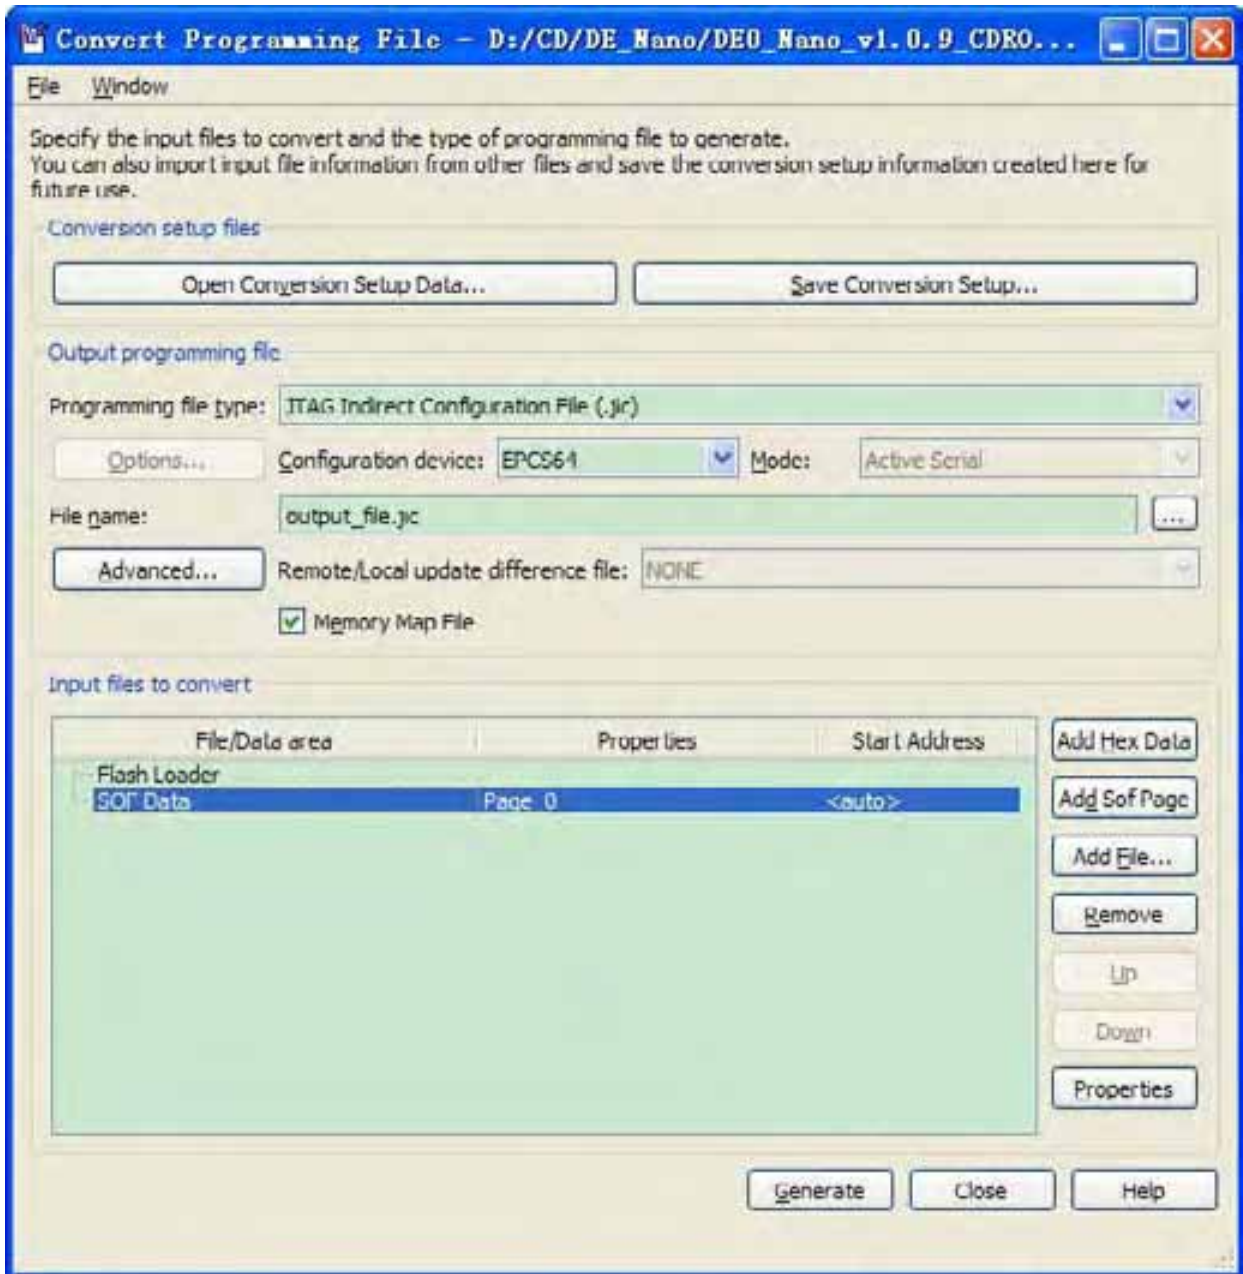 Convert Programming File - D:/CD/DE_Nano/DE0_Nano_v1.0.9_CDRO...
File Window
Specify the input files to convert and the type of programming file to generate.
You can also import input file information from other files and save the conversion setup information created here for
future use.
Conversion setup files
Open Conversion Setup Data... Save Conversion Setup...
Output programming file
Programming file type: JTAG Indirect Configuration File (.jic)
Options... Configuration device: EPCS64 Mode: Active Serial
File name: output_file.jic ...
Advanced... Remote/Local update difference file: NONE
Memory Map File
Input files to convert
File/Data area Properties Start Address Add Hex Data
Flash Loader
SOF Data Page_0 <auto> Add Sof Page
Add File...
Remove
Up
Down
Properties
Generate Close Help